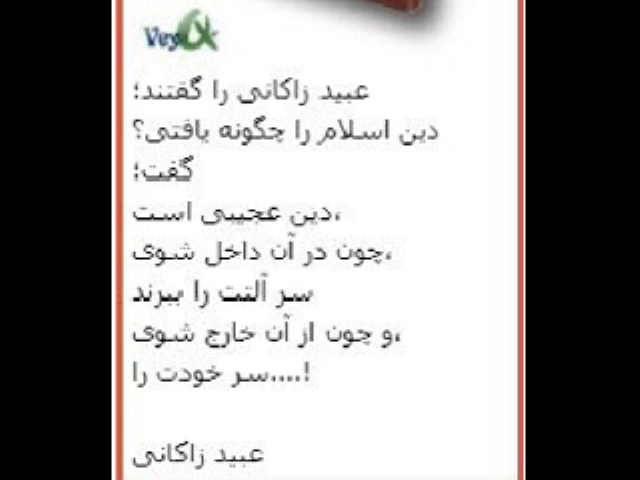 عبید زاکانی را گفتند؛
دین اسلام را چگونه یافتی؟
گفت؛
دین عجیبی است،
چون در آن داخل شوی،
سر آلتت را ببرند
و چون از آن خارج شوی،
سر خودت را....!
عبید زاکانی